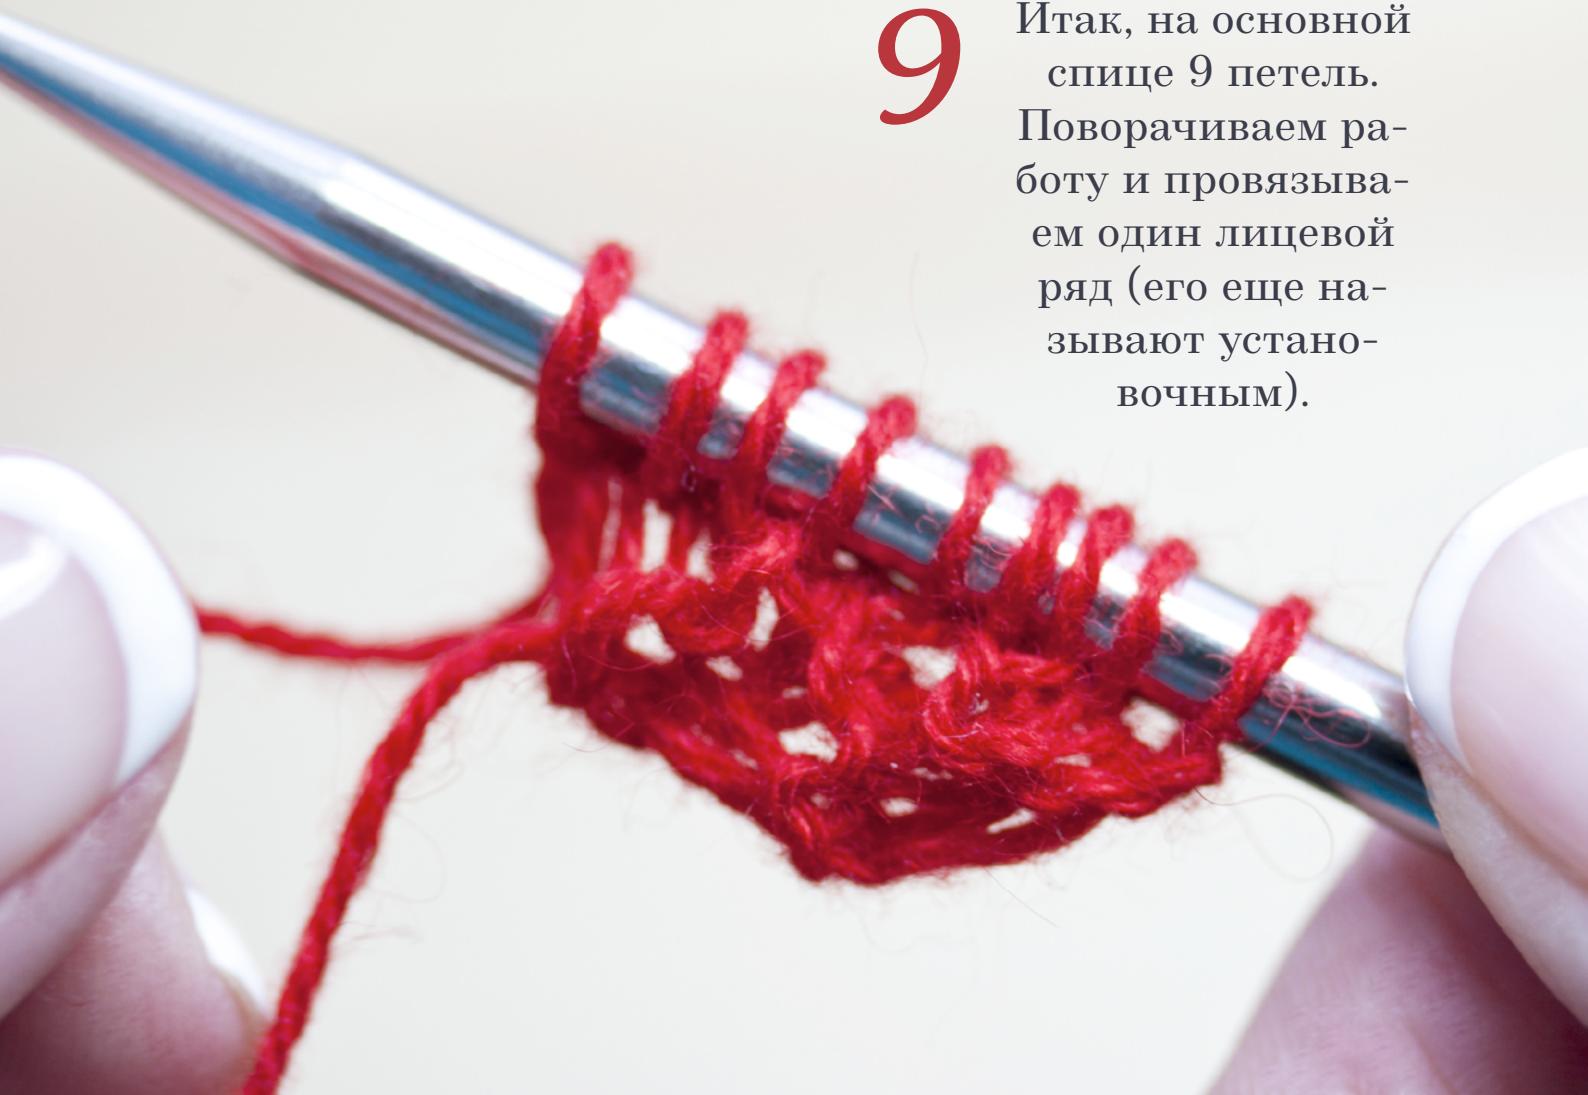 9
Итак, на основной
спице 9 петель.
Поворачиваем ра-
боту и провязыва-
ем один лицевой
ряд (его еще на-
зывают устано-
вочным).